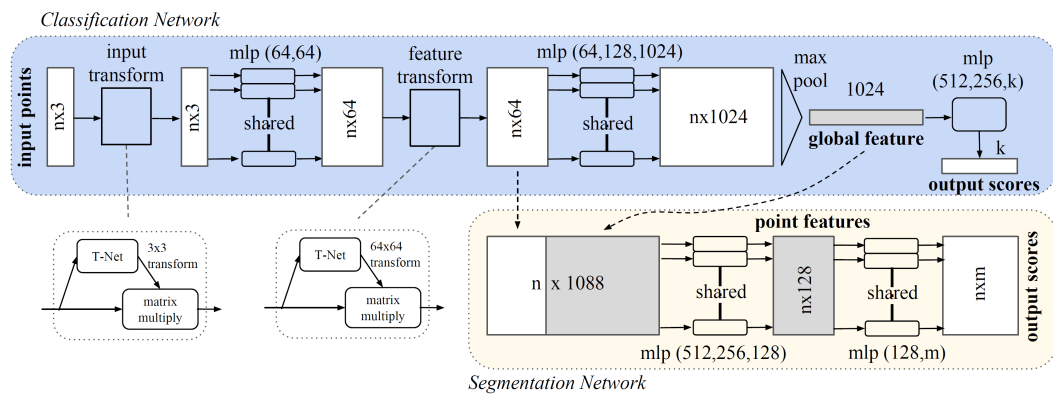 Classification Network
input points
nx3
input
transform
nx3
mlp (64,64)
shared
nx64
feature
transform
nx64
mlp (64,128,1024)
shared
nx1024
max
pool
1024
global feature
mlp
(512,256,k)
k
output scores
T-Net
3x3
transform
matrix
multiply
T-Net
64x64
transform
matrix
multiply
point features
n x 1088
shared
mlp (512,256,128)
nx128
shared
mlp (128,m)
nxm
output scores
Segmentation Network